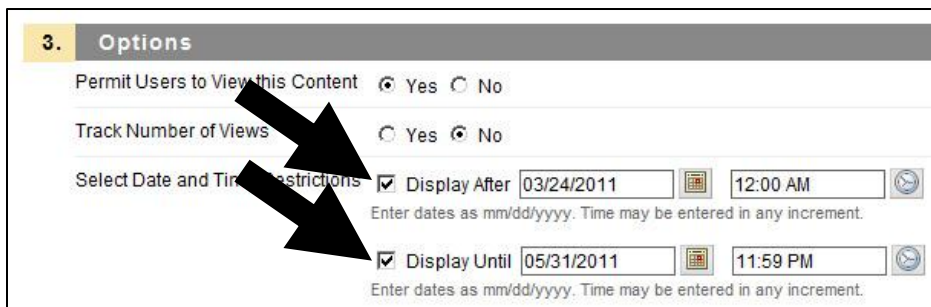 3. Options
Permit Users to View this Content Yes No
Track Number of Views Yes No
Select Date and Time Restrictions Display After 03/24/2011 12:00 AM
Enter dates as mm/dd/yyyy. Time may be entered in any increment.
Display Until 05/31/2011 11:59 PM
Enter dates as mm/dd/yyyy. Time may be entered in any increment.